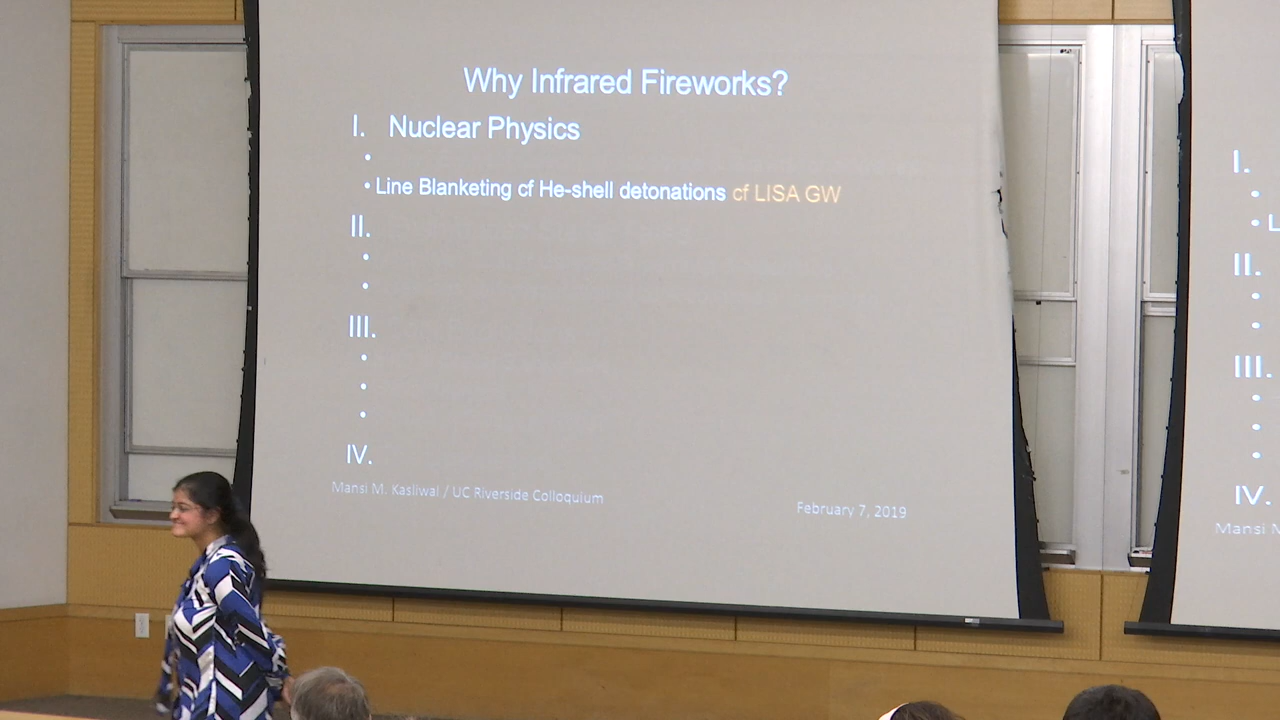 Why Infrared Fireworks?
I. Nuclear Physics
•
• Line Blanketing cf He-shell detonations cf LISA GW
II.
•
•
III.
•
•
•
IV.
Mansi M. Kasliwal / UC Riverside Colloquium
February 7, 2019
I.
•
• L
II.
•
•
III.
•
•
•
IV.
Mansi M